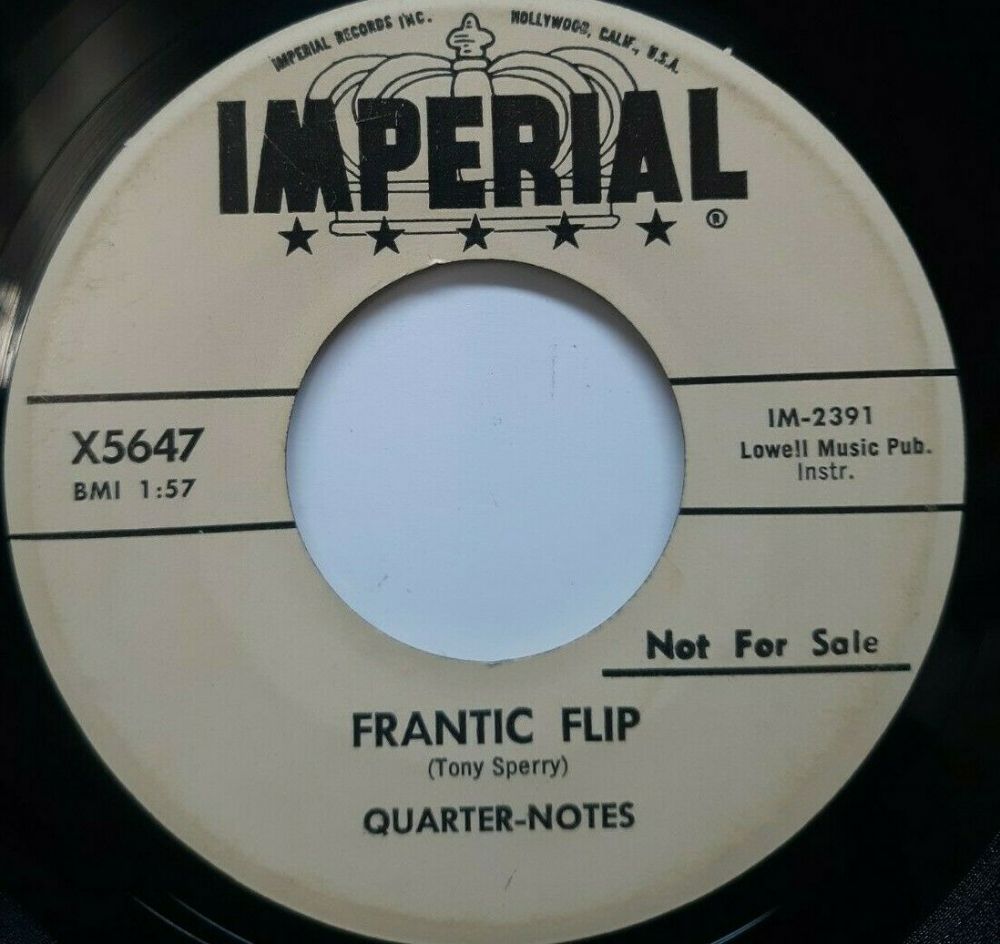 IMPERIAL RECORDS INC. HOLLYWOOD, CALIF., U.S.A.
IMPERIAL ®
X5647
BMI 1:57
IM-2391
Lowell Music Pub.
Instr.
Not For Sale
FRANTIC FLIP
(Tony Sperry)
QUARTER-NOTES